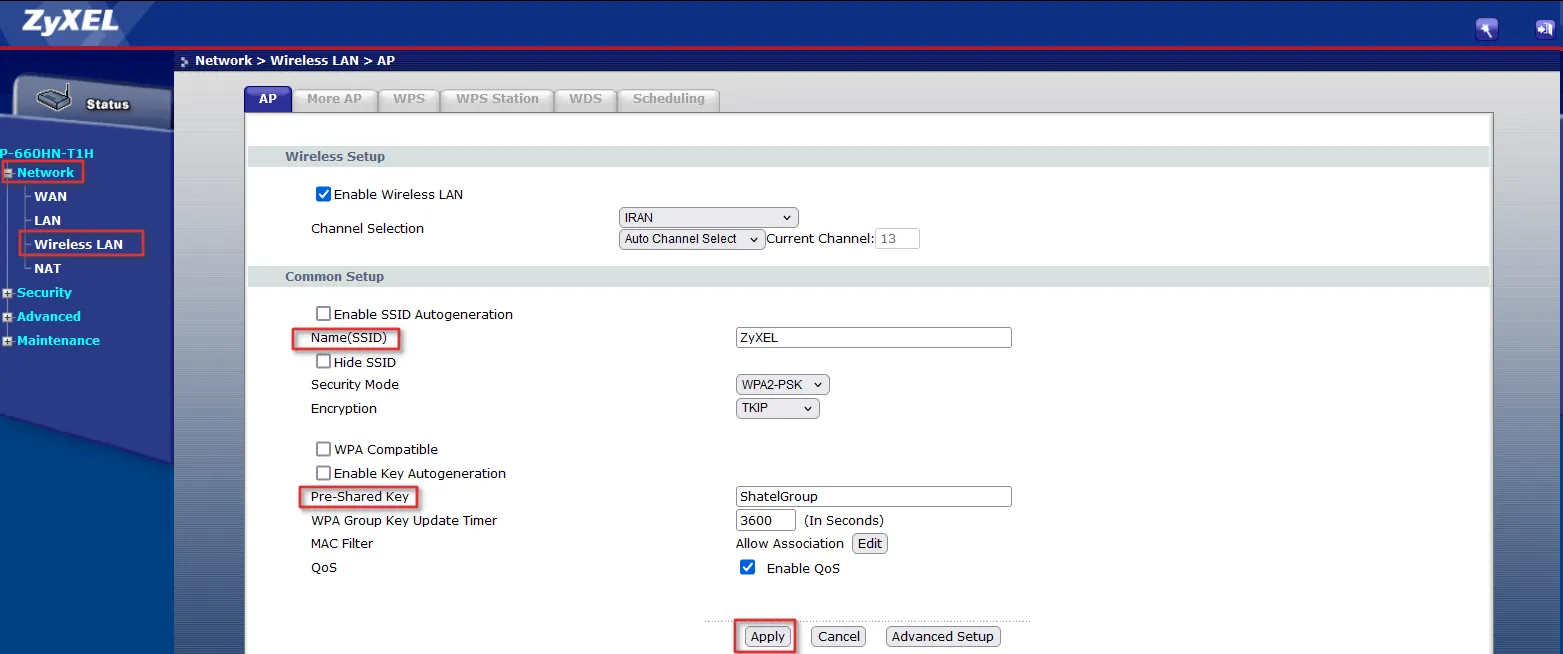 ZyXEL
Network > Wireless LAN > AP
Status
P-660HN-T1H
Network
WAN
LAN
Wireless LAN
NAT
Security
Advanced
Maintenance
AP More AP WPS WPS Station WDS Scheduling
Wireless Setup
Enable Wireless LAN
Channel Selection IRAN
Auto Channel Select Current Channel: 13
Common Setup
Enable SSID Autogeneration
Name(SSID) ZyXEL
Hide SSID
Security Mode WPA2-PSK
Encryption TKIP
WPA Compatible
Enable Key Autogeneration
Pre-Shared Key ShatelGroup
WPA Group Key Update Timer 3600 (In Seconds)
MAC Filter Allow Association Edit
QoS Enable QoS
Apply Cancel Advanced Setup